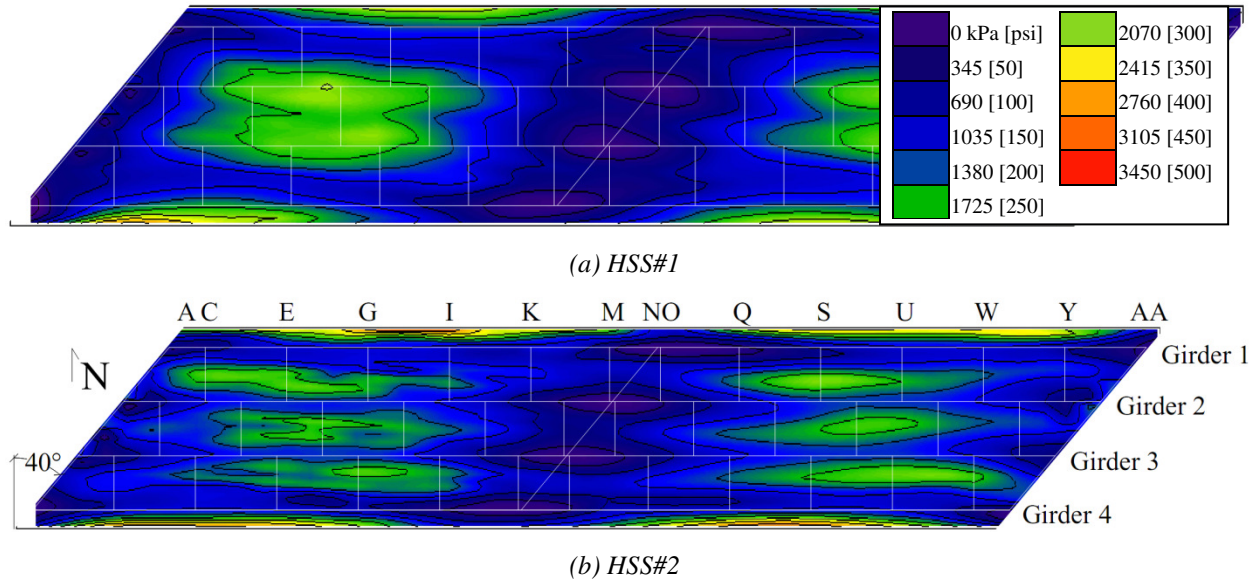 0 kPa [psi]
345 [50]
690 [100]
1035 [150]
1380 [200]
1725 [250]
2070 [300]
2415 [350]
2760 [400]
3105 [450]
3450 [500]
(a) HSS#1
A C E G I K M NO Q S U W Y AA
N
40°
Girder 1
Girder 2
Girder 3
Girder 4
(b) HSS#2